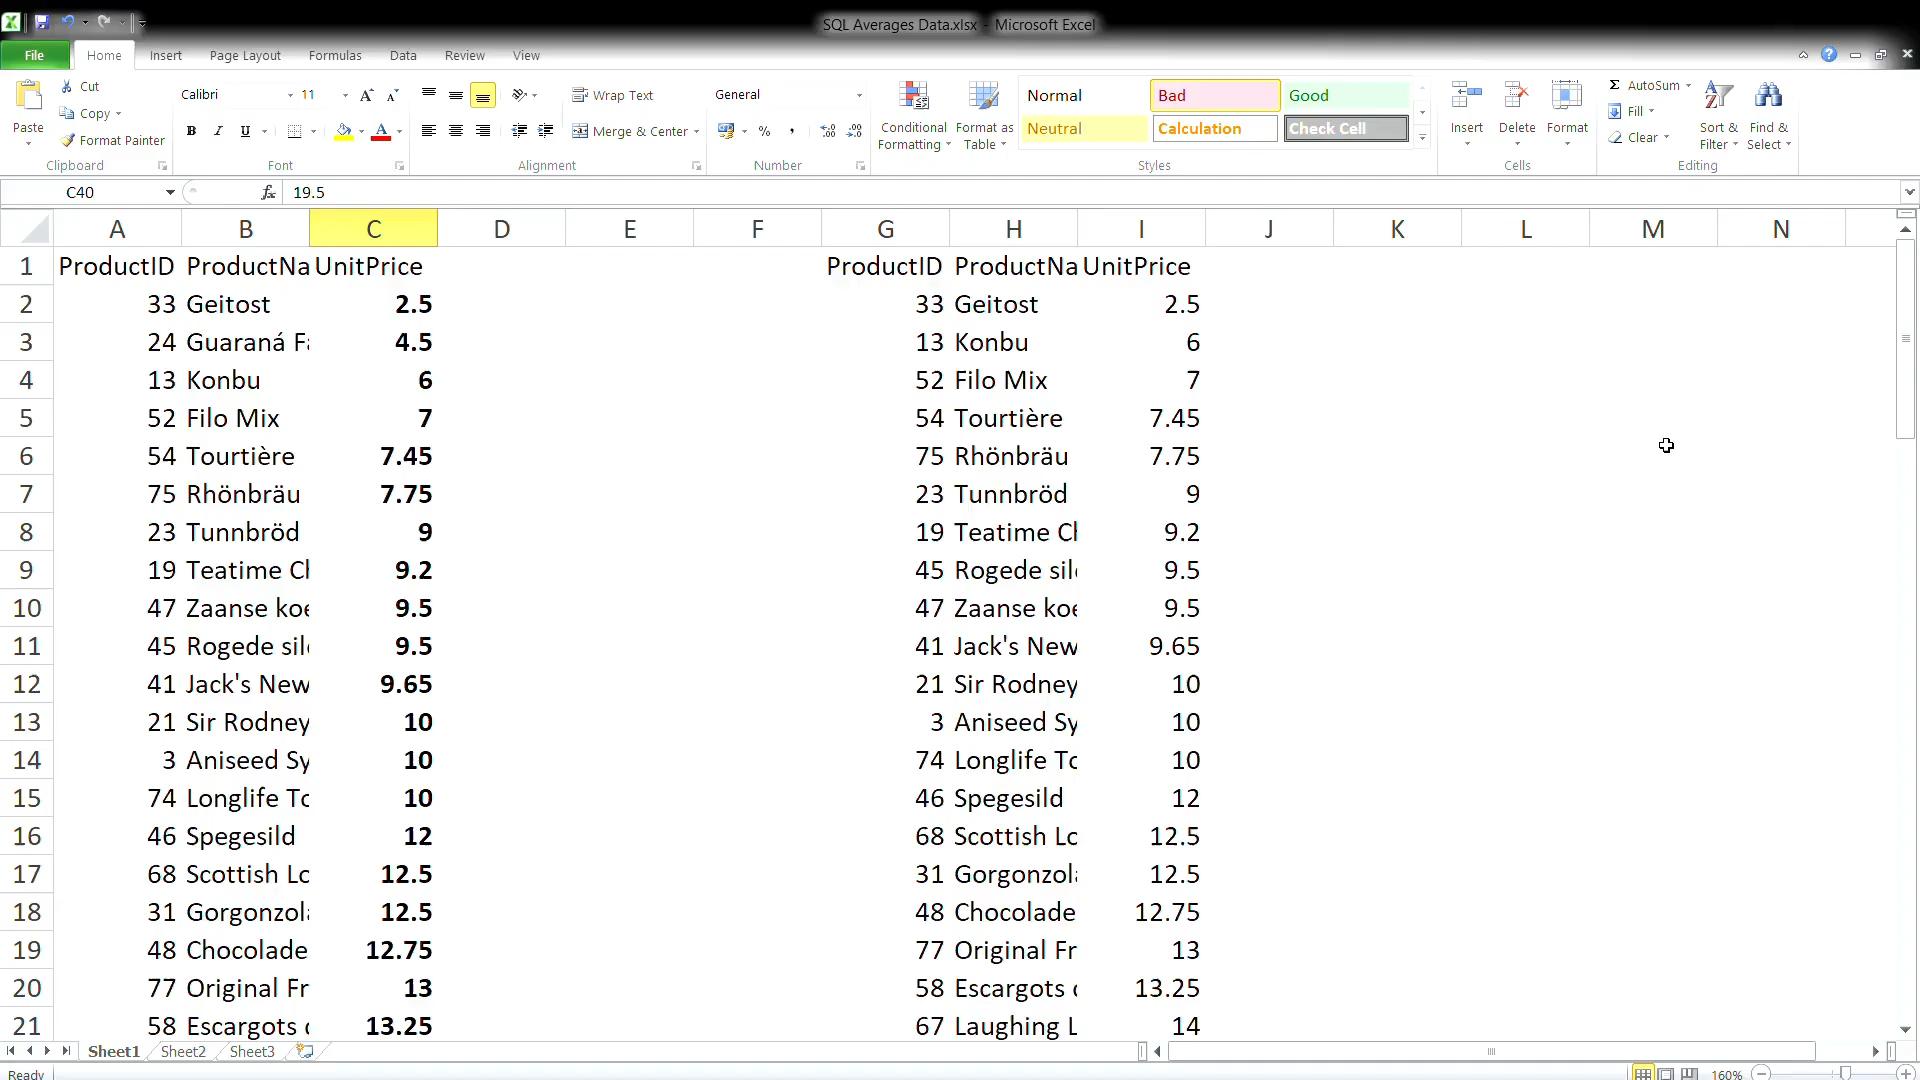 SQL Averages Data.xlsx - Microsoft Excel
File Home Insert Page Layout Formulas Data Review View
Paste
Cut
Copy
Format Painter
Clipboard
Calibri 11
B I U
Font
Wrap Text
Merge & Center
Alignment
General
%
Number
Conditional Formatting
Format as Table
Normal Bad Good
Neutral Calculation Check Cell
Styles
Insert Delete Format
Cells
Σ AutoSum
Fill
Clear
Sort & Filter
Find & Select
Editing
C40 fx 19.5
A B C D E F G H I J K L M N
1 ProductID ProductNa UnitPrice ProductID ProductNa UnitPrice
2 33 Geitost 2.5 33 Geitost 2.5
3 24 Guaraná Fa 4.5 13 Konbu 6
4 13 Konbu 6 52 Filo Mix 7
5 52 Filo Mix 7 54 Tourtière 7.45
6 54 Tourtière 7.45 75 Rhönbräu 7.75
7 75 Rhönbräu 7.75 23 Tunnbröd 9
8 23 Tunnbröd 9 19 Teatime Ch 9.2
9 19 Teatime Ch 9.2 45 Rogede sil 9.5
10 47 Zaanse koe 9.5 47 Zaanse koe 9.5
11 45 Rogede sil 9.5 41 Jack's New 9.65
12 41 Jack's New 9.65 21 Sir Rodney 10
13 21 Sir Rodney 10 3 Aniseed Sy 10
14 3 Aniseed Sy 10 74 Longlife To 10
15 74 Longlife To 10 46 Spegesild 12
16 46 Spegesild 12 68 Scottish Lo 12.5
17 68 Scottish Lo 12.5 31 Gorgonzola 12.5
18 31 Gorgonzola 12.5 48 Chocolade 12.75
19 48 Chocolade 12.75 77 Original Fr 13
20 77 Original Fr 13 58 Escargots 13.25
21 58 Escargots 13.25 67 Laughing L 14
Sheet1 Sheet2 Sheet3
Ready 160%